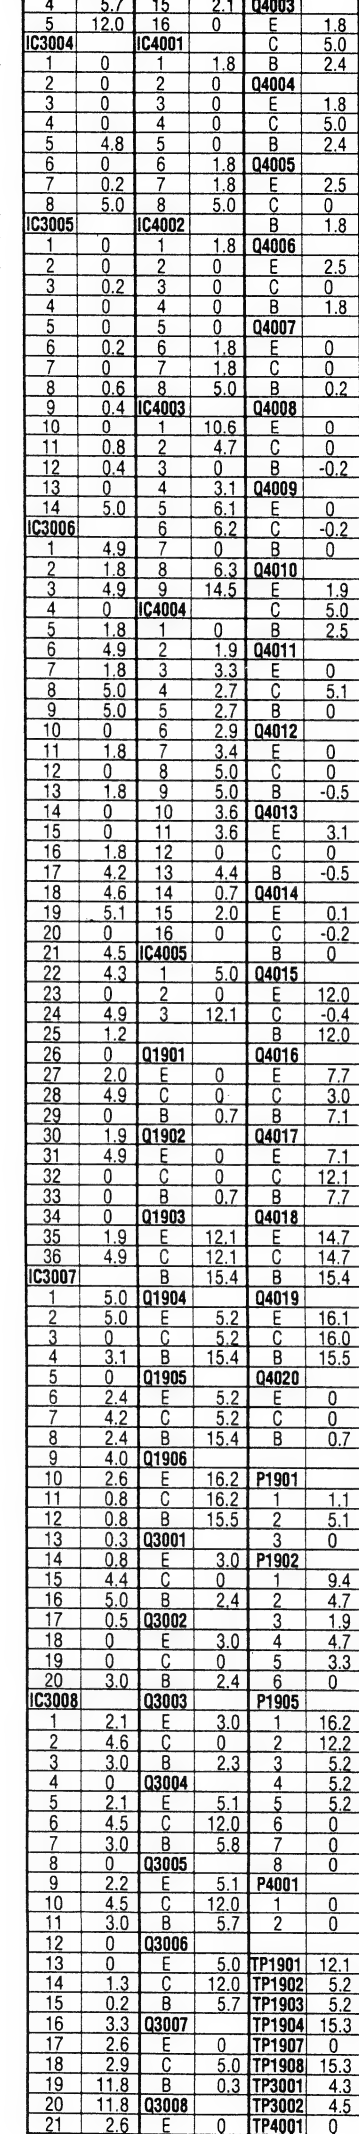 4 5.7
5 12.0
IC3004
1 0
2 0
3 0
4 0
5 4.8
6 0
7 0.2
8 5.0
IC3005
1 0
2 0
3 0.2
4 0
5 0
6 0.2
7 0
8 0.6
9 0.4
10 0
11 0.8
12 0.4
13 0
14 5.0
IC3006
1 4.9
2 1.8
3 4.9
4 0
5 1.8
6 4.9
7 1.8
8 5.0
9 5.0
10 0
11 1.8
12 0
13 1.8
14 0
15 0
16 1.8
17 4.2
18 4.6
19 5.1
20 0
21 4.5
22 4.3
23 0
24 4.9
25 1.2
26 0
27 2.0
28 4.9
29 0
30 1.9
31 4.9
32 0
33 0
34 0
35 1.9
36 4.9
IC3007
1 5.0
2 5.0
3 0
4 3.1
5 0
6 2.4
7 4.2
8 2.4
9 4.0
10 2.6
11 0.8
12 0.8
13 0.3
14 0.8
15 4.4
16 5.0
17 0.5
18 0
19 0
20 3.0
IC3008
1 2.1
2 4.6
3 3.0
4 0
5 2.1
6 4.5
7 3.0
8 0
9 2.2
10 4.5
11 3.0
12 0
13 0
14 1.3
15 0.2
16 3.3
17 2.6
18 2.9
19 11.8
20 11.8
21 2.6
15 2.1
16 0
IC4001
1 1.8
2 0
3 0
4 0
5 0
6 1.8
7 1.8
8 5.0
IC4002
1 1.8
2 0
3 0
4 0
5 0
6 1.8
7 1.8
8 5.0
IC4003
1 10.6
2 4.7
3 0
4 3.1
5 6.1
6 6.2
7 0
8 6.3
9 14.5
IC4004
1 0
2 1.9
3 3.3
4 2.7
5 2.7
6 2.9
7 3.4
8 5.0
9 5.0
10 3.6
11 3.6
12 0
13 4.4
14 0.7
15 2.0
16 0
IC4005
1 5.0
2 0
3 12.1
Q1901
E 0
C 0
B 0.7
Q1902
E 0
C 0
B 0.7
Q1903
E 12.1
C 12.1
B 15.4
Q1904
E 5.2
C 5.2
B 15.4
Q1905
E 5.2
C 5.2
B 15.4
Q1906
E 16.2
C 16.2
B 15.5
Q3001
E 3.0
C 0
B 2.4
Q3002
E 3.0
C 0
B 2.4
Q3003
E 3.0
C 0
B 2.3
Q3004
E 5.1
C 12.0
B 5.8
Q3005
E 5.1
C 12.0
B 5.7
Q3006
E 5.0
C 12.0
B 5.7
Q3007
E 0
C 5.0
B 0.3
Q3008
E 0
Q4003
E 1.8
C 5.0
B 2.4
Q4004
E 1.8
C 5.0
B 2.4
Q4005
E 2.5
C 0
B 1.8
Q4006
E 2.5
C 0
B 1.8
Q4007
E 0
C 0
B 0.2
Q4008
E 0
C 0
B -0.2
Q4009
E 0
C -0.2
B 0
Q4010
E 1.9
C 5.0
B 2.5
Q4011
E 0
C 5.1
B 0
Q4012
E 0
C 0
B -0.5
Q4013
E 3.1
C 0
B -0.5
Q4014
E 0.1
C -0.2
B 0
Q4015
E 12.0
C -0.4
B 12.0
Q4016
E 7.7
C 3.0
B 7.1
Q4017
E 7.1
C 12.1
B 7.7
Q4018
E 14.7
C 14.7
B 15.4
Q4019
E 16.1
C 16.0
B 15.5
Q4020
E 0
C 0
B 0.7
P1901
1 1.1
2 5.1
3 0
P1902
1 9.4
2 4.7
3 1.9
4 4.7
5 3.3
6 0
P1905
1 16.2
2 12.2
3 5.2
4 5.2
5 5.2
6 0
7 0
8 0
P4001
1 0
2 0
TP1901 12.1
TP1902 5.2
TP1903 5.2
TP1904 15.3
TP1907 0
TP1908 15.3
TP3001 4.3
TP3002 4.5
TP4001 0